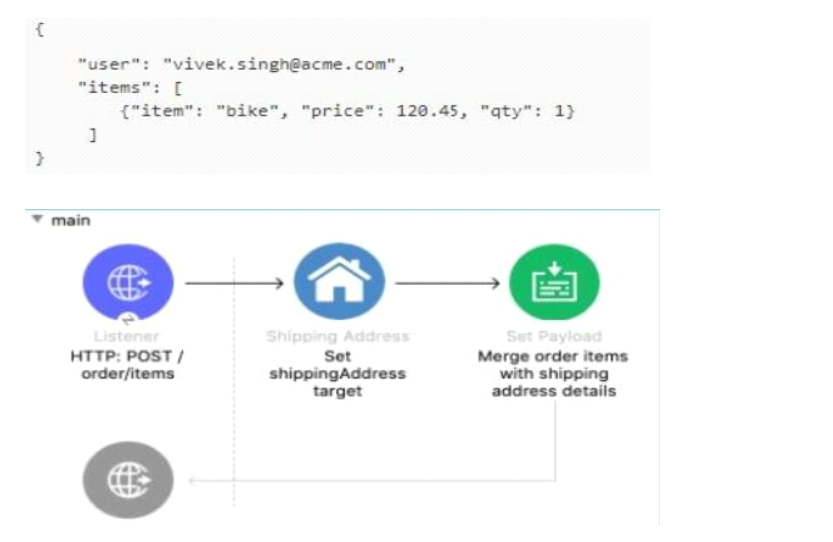 {
"user": "vivek.singh@acme.com",
"items": [
{"item": "bike", "price": 120.45, "qty": 1}
]
}
main
Listener
HTTP: POST /
order/items
Shipping Address
Set
shippingAddress
target
Set Payload
Merge order items
with shipping
address details